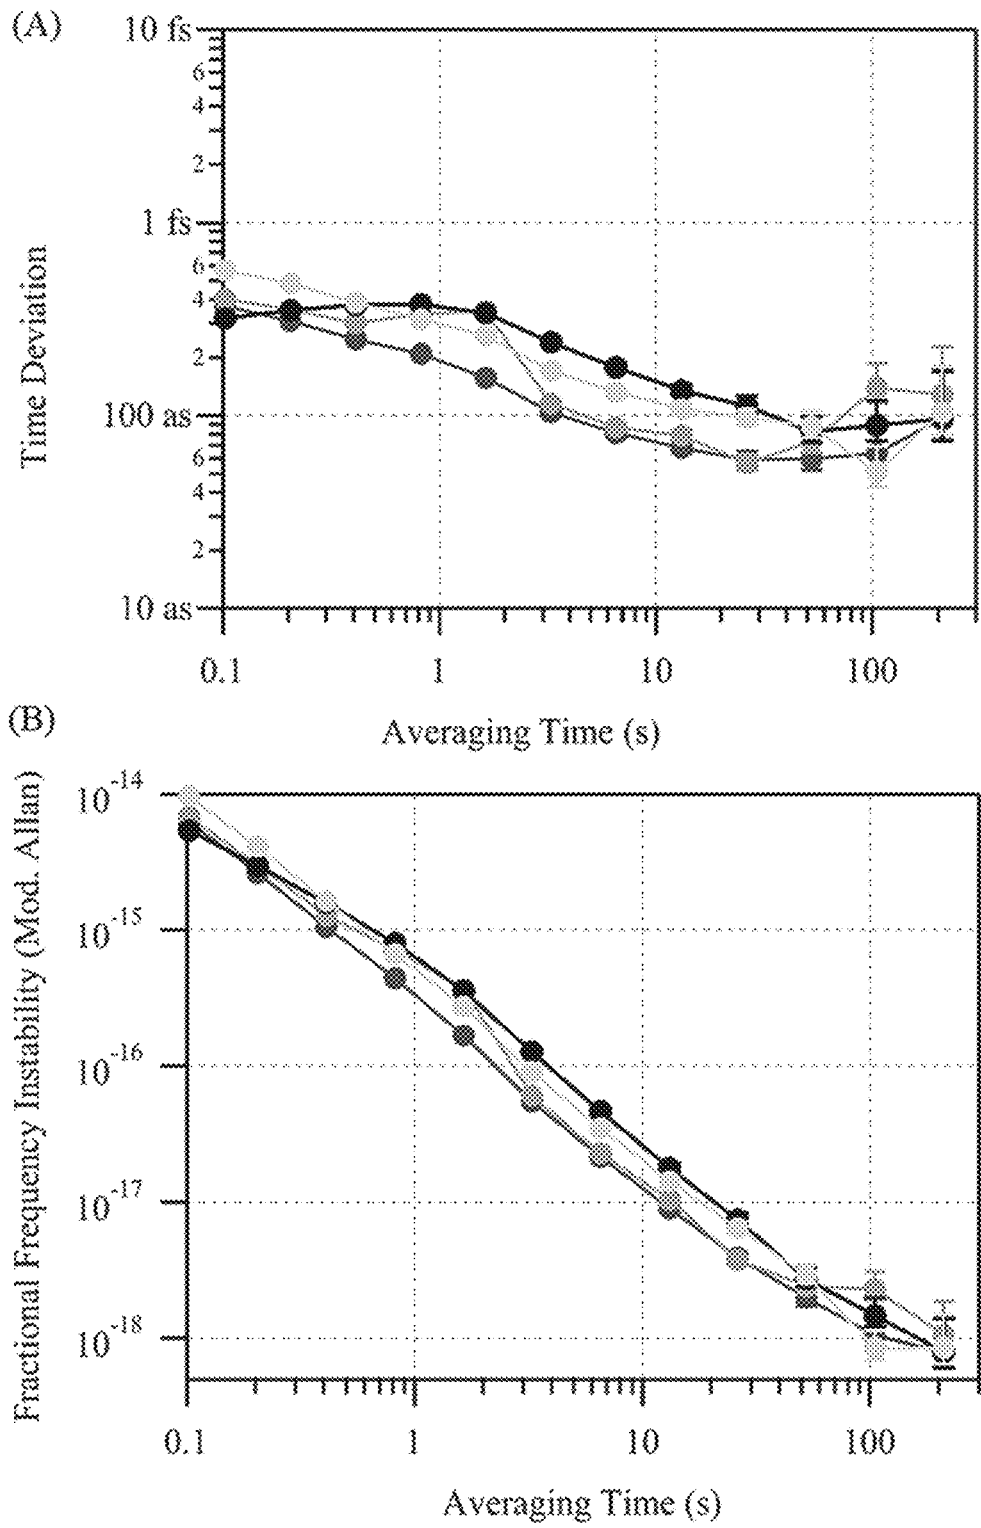 (A)
10 fs
6
4
2
1 fs
6
4
2
100 as
6
4
2
10 as
Time Deviation
0.1 1 10 100
Averaging Time (s)
(B)
10^-14
10^-15
10^-16
10^-17
10^-18
Fractional Frequency Instability (Mod. Allan)
0.1 1 10 100
Averaging Time (s)